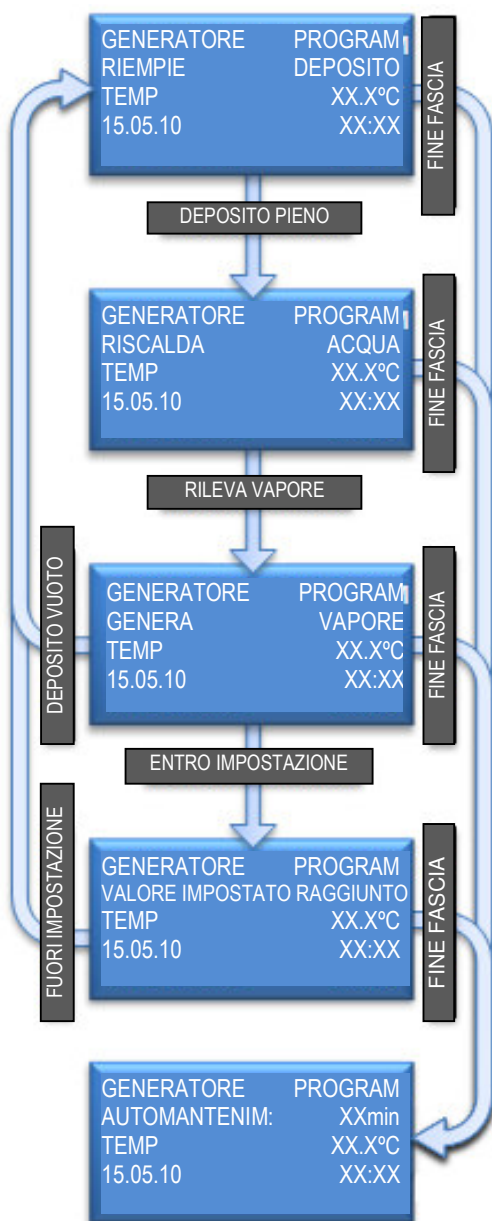 GENERATORE PROGRAM
RIEMPIE DEPOSITO
TEMP XX.XºC
15.05.10 XX:XX
FINE FASCIA
DEPOSITO PIENO
GENERATORE PROGRAM
RISCALDA ACQUA
TEMP XX.XºC
15.05.10 XX:XX
FINE FASCIA
RILEVA VAPORE
DEPOSITO VUOTO
GENERATORE PROGRAM
GENERA VAPORE
TEMP XX.XºC
15.05.10 XX:XX
FINE FASCIA
ENTRO IMPOSTAZIONE
FUORI IMPOSTAZIONE
GENERATORE PROGRAM
VALORE IMPOSTATO RAGGIUNTO
TEMP XX.XºC
15.05.10 XX:XX
FINE FASCIA
GENERATORE PROGRAM
AUTOMANTENIM: XXmin
TEMP XX.XºC
15.05.10 XX:XX